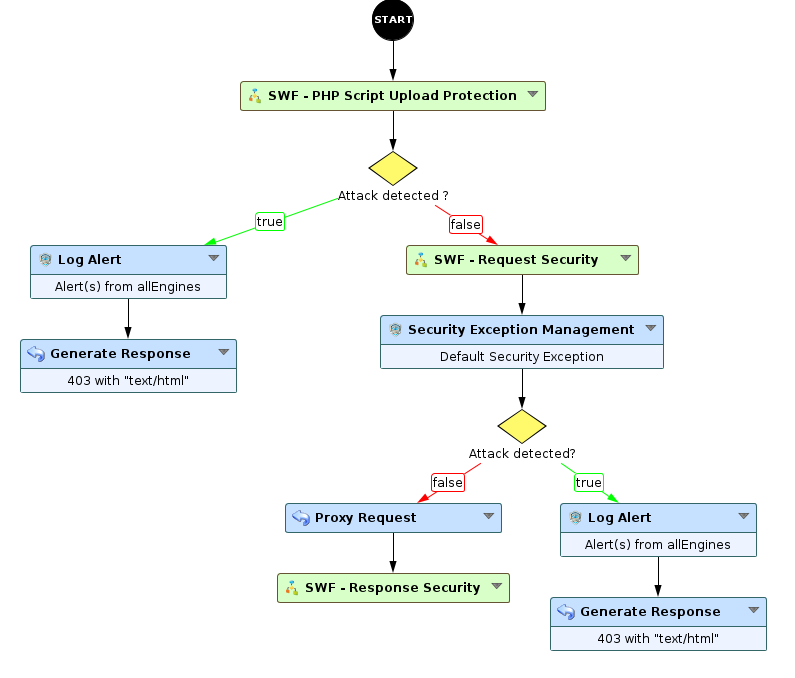 START
SWF - PHP Script Upload Protection
Attack detected ?
true
false
Log Alert
Alert(s) from allEngines
SWF - Request Security
Generate Response
403 with "text/html"
Security Exception Management
Default Security Exception
Attack detected?
false
true
Proxy Request
Log Alert
Alert(s) from allEngines
SWF - Response Security
Generate Response
403 with "text/html"